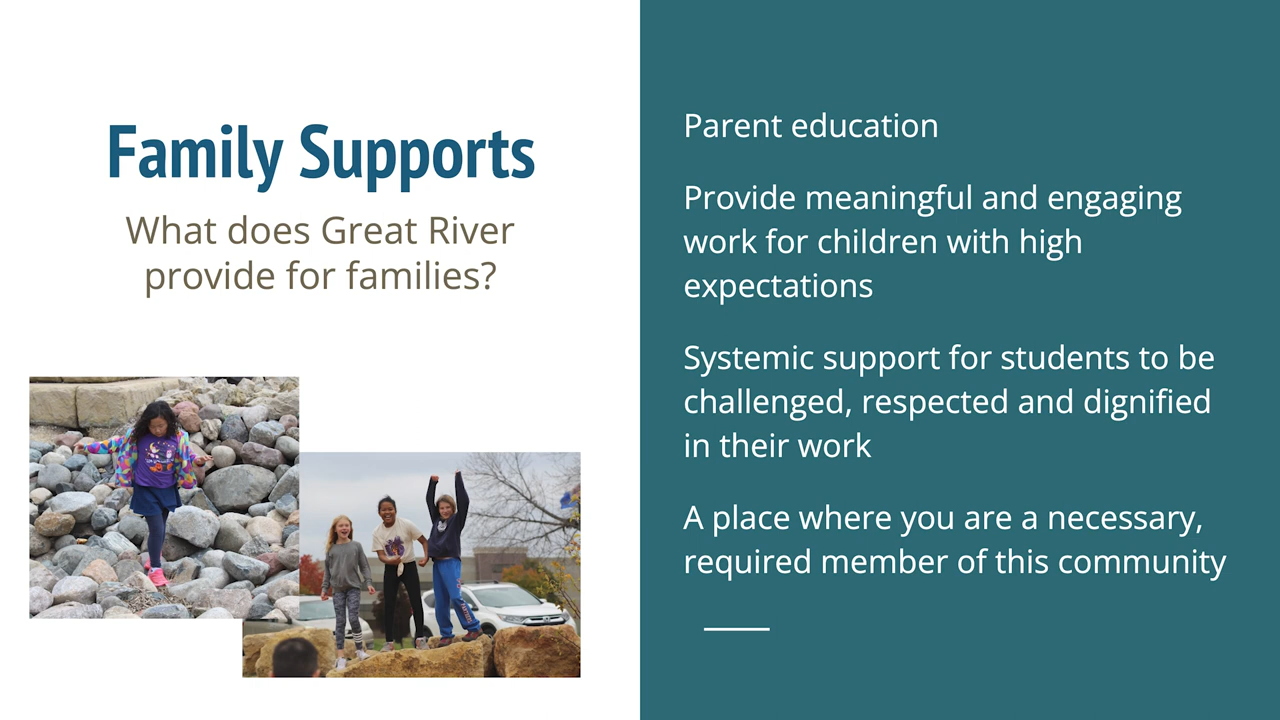 Family Supports
What does Great River
provide for families?
Parent education
Provide meaningful and engaging
work for children with high
expectations
Systemic support for students to be
challenged, respected and dignified
in their work
A place where you are a necessary,
required member of this community